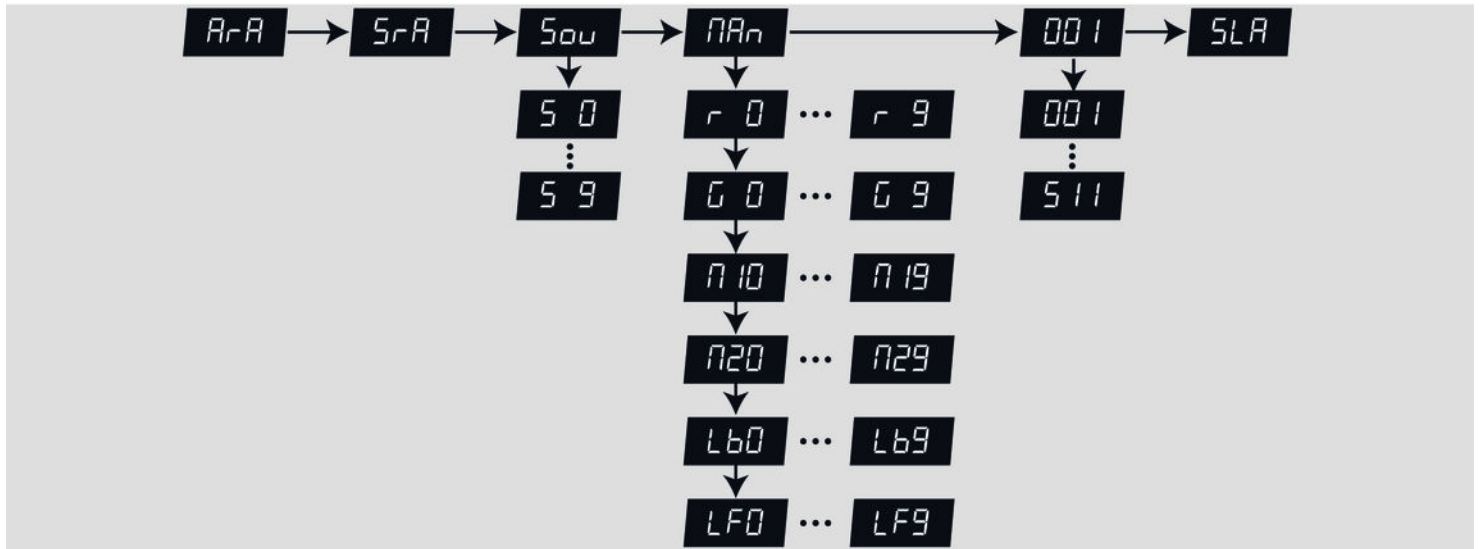 ArA SrA Sou MAn 001 SLA
S 0 r 0 ... r 9 001
S 9 G 0 ... G 9 S11
M10 ... M19
M20 ... M29
Lb0 ... Lb9
LF0 ... LF9